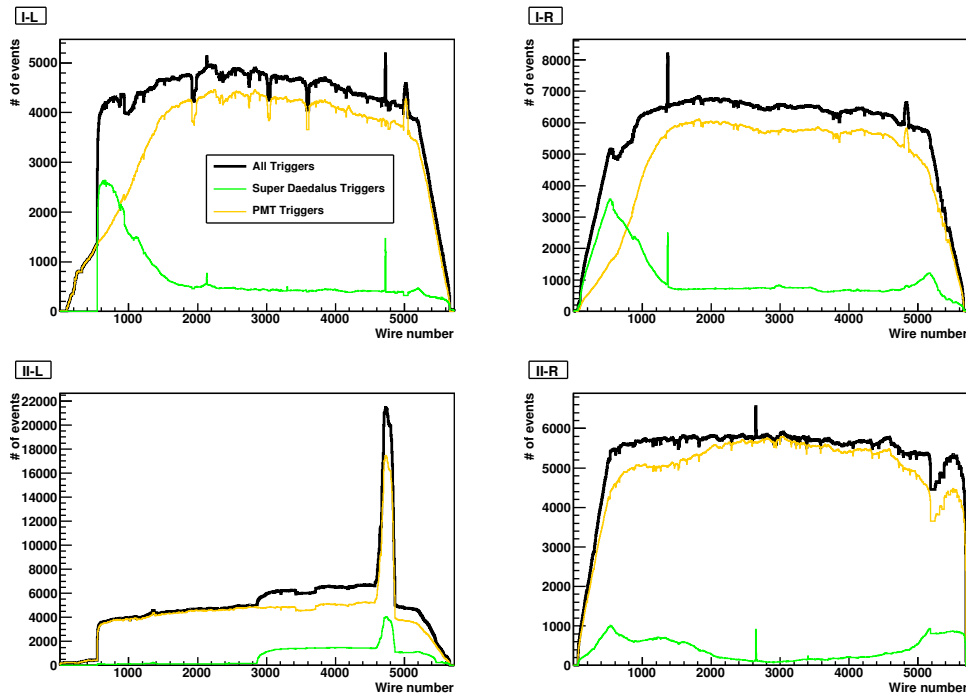 I-L
# of events
5000
4000
3000
2000
1000
0
All Triggers
Super Daedalus Triggers
PMT Triggers
1000 2000 3000 4000 5000
Wire number
I-R
# of events
8000
7000
6000
5000
4000
3000
2000
1000
0
1000 2000 3000 4000 5000
Wire number
II-L
# of events
22000
20000
18000
16000
14000
12000
10000
8000
6000
4000
2000
0
1000 2000 3000 4000 5000
Wire number
II-R
# of events
6000
5000
4000
3000
2000
1000
0
1000 2000 3000 4000 5000
Wire number